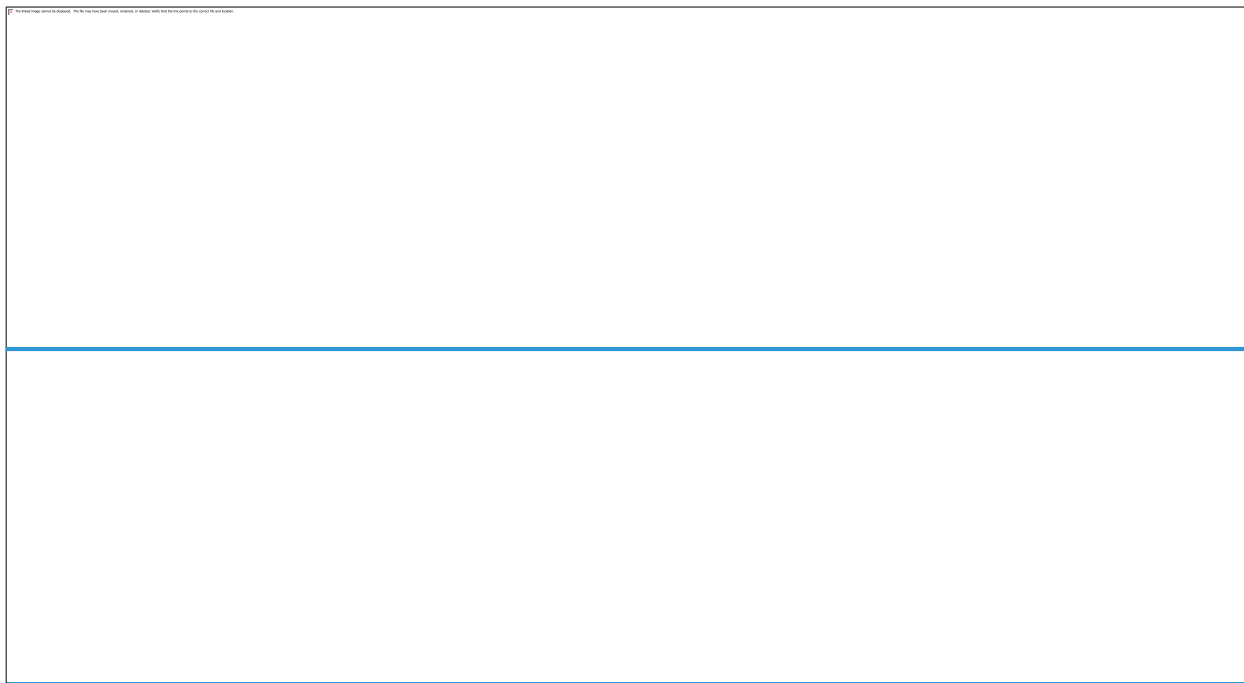 The linked image cannot be displayed.  The file may have been moved, renamed, or deleted. Verify that the link points to the correct file and location.